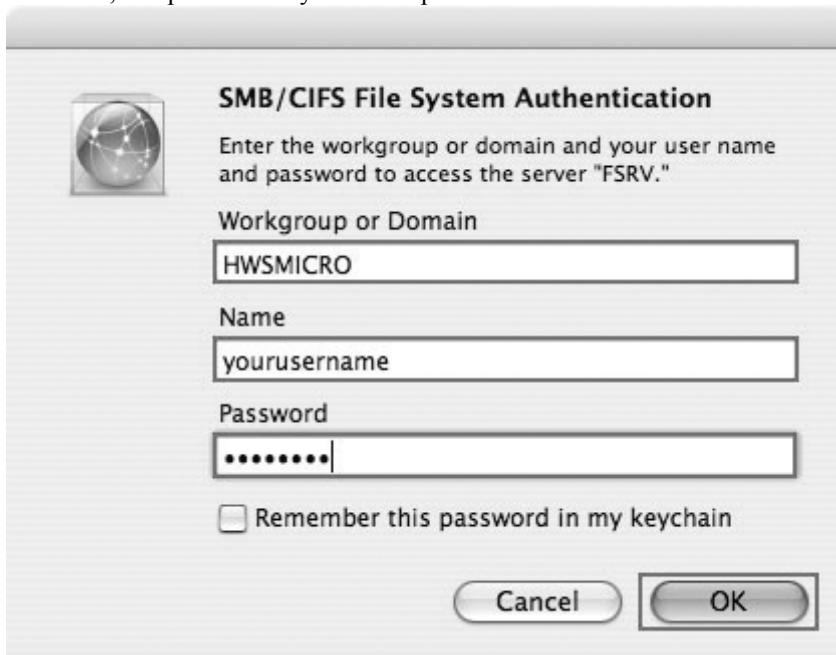 SMB/CIFS File System Authentication
Enter the workgroup or domain and your user name
and password to access the server "FSRV."
Workgroup or Domain
HWSMICRO
Name
yourusername
Password
••••••••
Remember this password in my keychain
Cancel OK